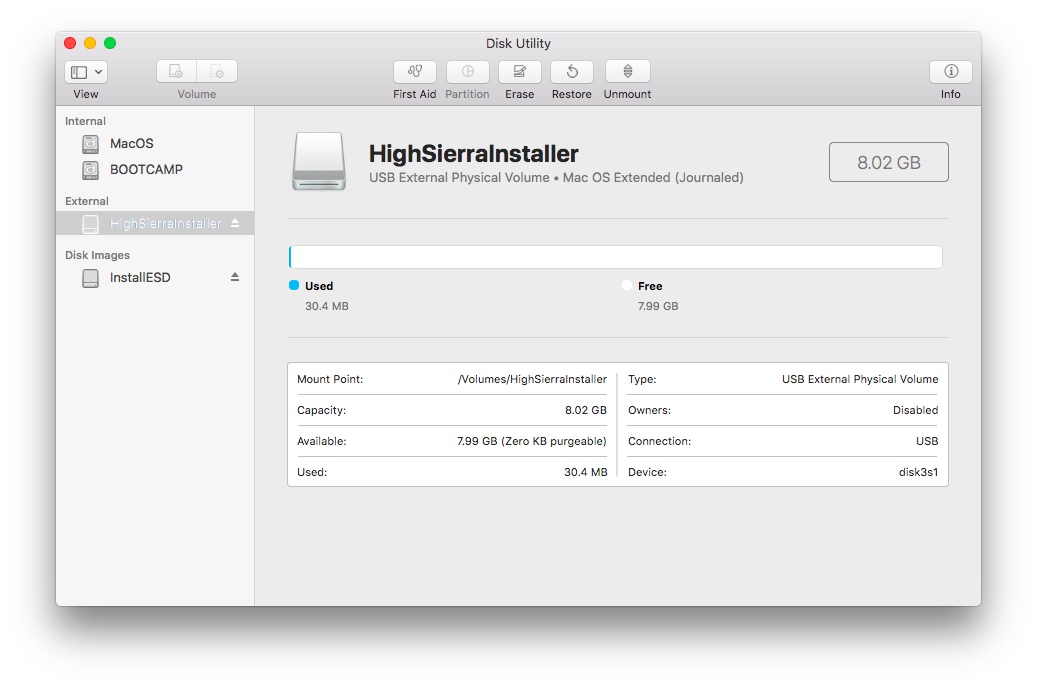 Disk Utility
View
Volume
First Aid
Partition
Erase
Restore
Unmount
Info
Internal
MacOS
BOOTCAMP
External
HighSierraInstaller
Disk Images
InstallESD
HighSierraInstaller
USB External Physical Volume • Mac OS Extended (Journaled)
8.02 GB
Used
30.4 MB
Free
7.99 GB
Mount Point: /Volumes/HighSierraInstaller
Capacity: 8.02 GB
Available: 7.99 GB (Zero KB purgeable)
Used: 30.4 MB
Type: USB External Physical Volume
Owners: Disabled
Connection: USB
Device: disk3s1